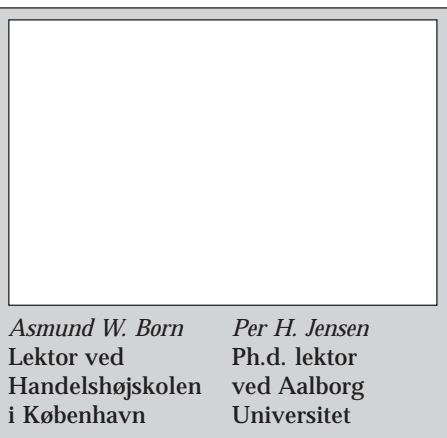 Asmund W. Born
Lektor ved
Handelshøjskolen
i København
Per H. Jensen
Ph.d. lektor
ved Aalborg
Universitet